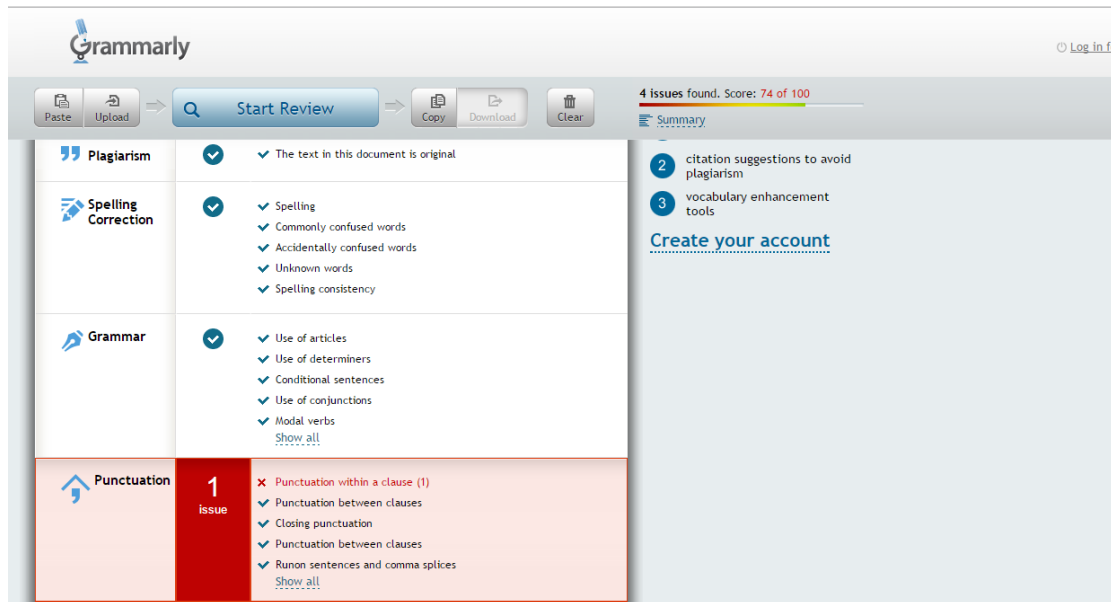 Grammarly
Log in f
Paste
Upload
Start Review
Copy
Download
Clear
4 issues found. Score: 74 of 100
Summary
Plagiarism
The text in this document is original
Spelling
Correction
Spelling
Commonly confused words
Accidentally confused words
Unknown words
Spelling consistency
Grammar
Use of articles
Use of determiners
Conditional sentences
Use of conjunctions
Modal verbs
Show all
Punctuation
1
issue
Punctuation within a clause (1)
Punctuation between clauses
Closing punctuation
Punctuation between clauses
Runon sentences and comma splices
Show all
2
citation suggestions to avoid
plagiarism
3
vocabulary enhancement
tools
Create your account